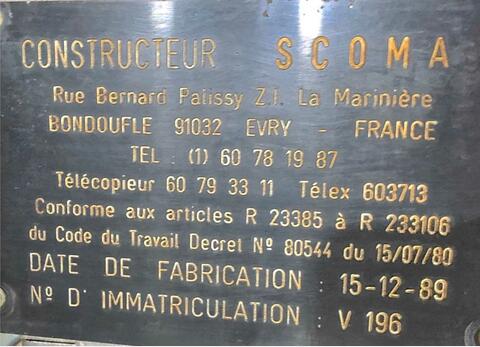 CONSTRUCTEUR SCOMA
Rue Bernard Palissy Z.I. La Marinière
BONDOUFLE 91032 EVRY - FRANCE
TEL : (1) 60 78 19 87
Télécopieur 60 79 33 11 Télex 603713
Conforme aux articles R 23385 à R 233106
du Code du Travail Decret Nº 80544 du 15/07/80
DATE DE FABRICATION : 15-12-89
Nº D' IMMATRICULATION : V 196